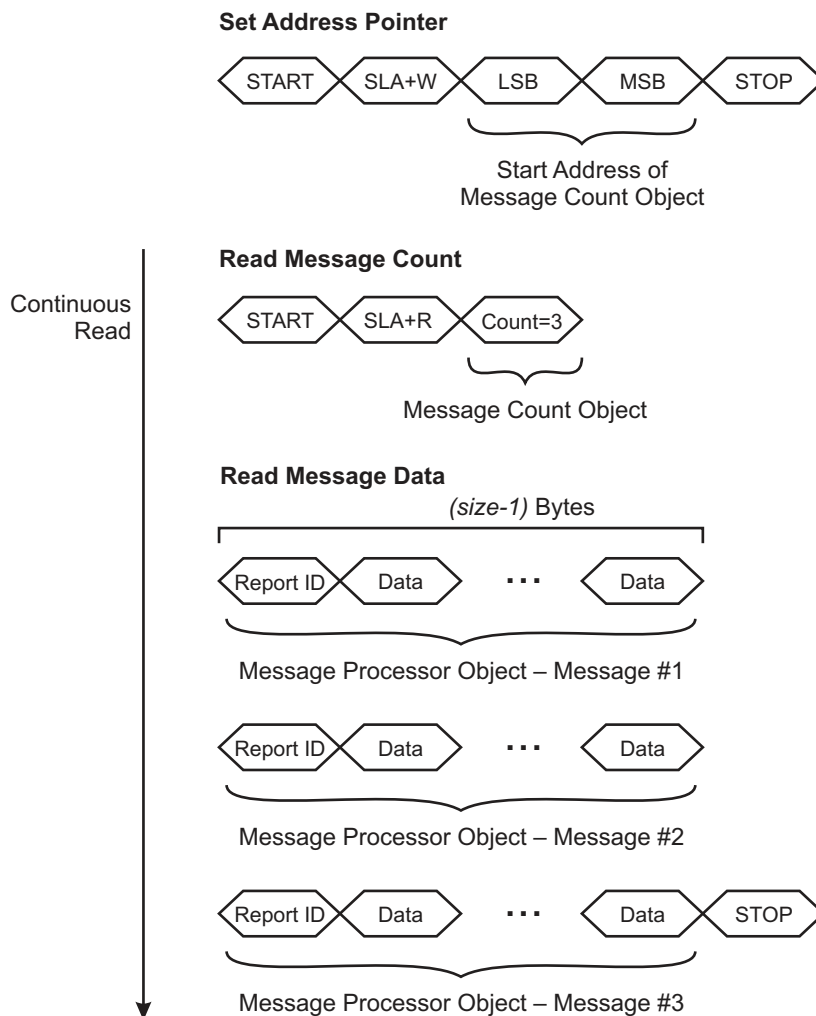 Set Address Pointer
START SLA+W LSB MSB STOP
Start Address of
Message Count Object
Read Message Count
Continuous
Read
START SLA+R Count=3
Message Count Object
Read Message Data
(size-1) Bytes
Report ID Data ... Data
Message Processor Object – Message #1
Report ID Data ... Data
Message Processor Object – Message #2
Report ID Data ... Data STOP
Message Processor Object – Message #3